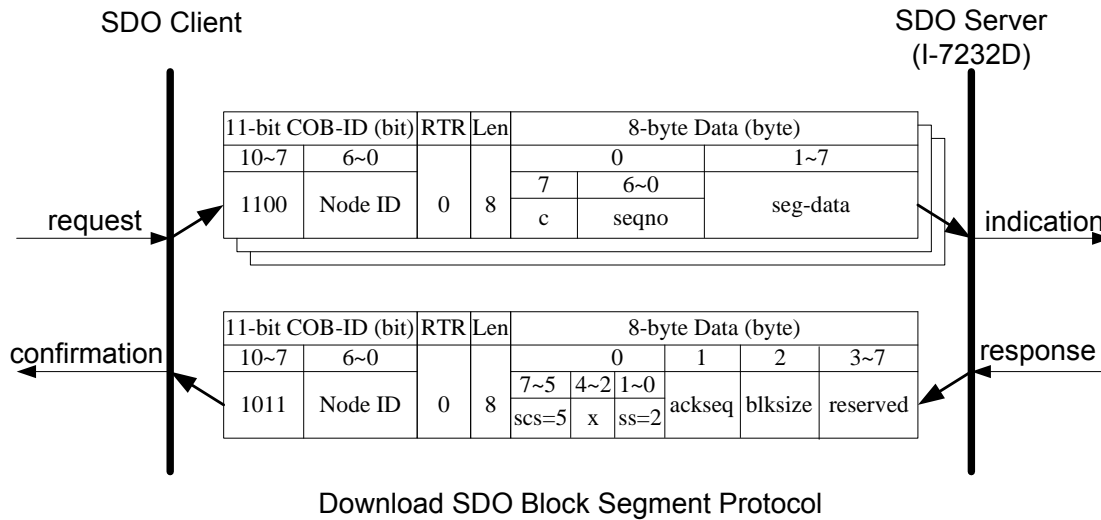 SDO Client
SDO Server
(I-7232D)
11-bit COB-ID (bit) RTR Len 8-byte Data (byte)
10~7 6~0 0 1~7
7 6~0
request 1100 Node ID 0 8 c seqno seg-data indication
11-bit COB-ID (bit) RTR Len 8-byte Data (byte)
confirmation 10~7 6~0 0 1 2 3~7 response
7~5 4~2 1~0
1011 Node ID 0 8 scs=5 x ss=2 ackseq blksize reserved
Download SDO Block Segment Protocol